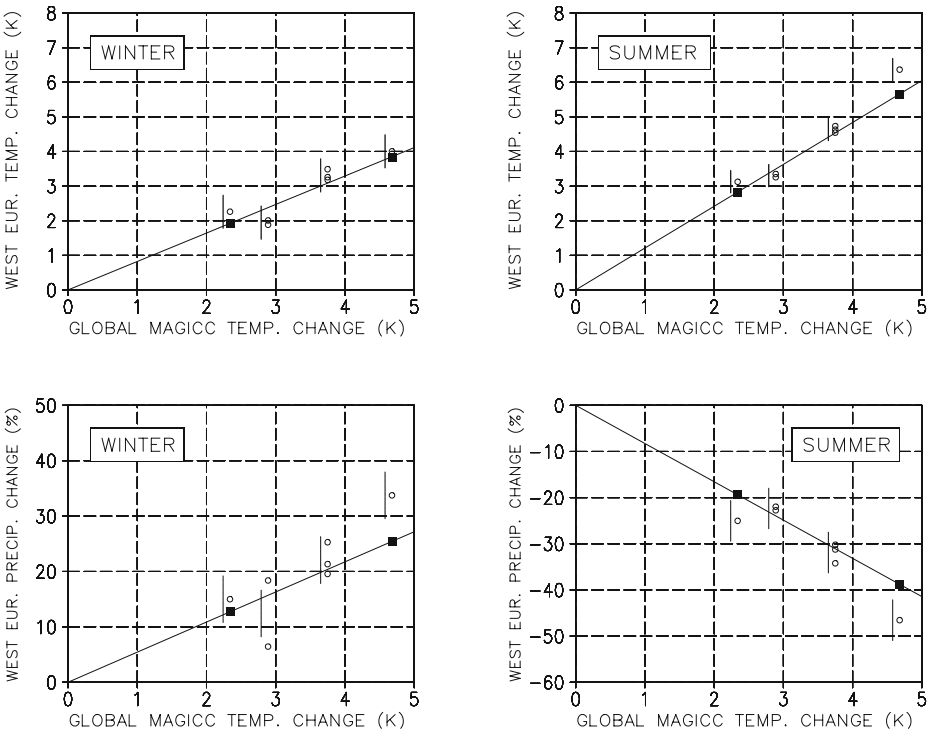 WEST EUR. TEMP. CHANGE (K)
8
7
6
5
4
3
2
1
0
WINTER
0 1 2 3 4 5
GLOBAL MAGICC TEMP. CHANGE (K)
WEST EUR. TEMP. CHANGE (K)
8
7
6
5
4
3
2
1
0
SUMMER
0 1 2 3 4 5
GLOBAL MAGICC TEMP. CHANGE (K)
WEST EUR. PRECIP. CHANGE (%)
50
40
30
20
10
0
WINTER
0 1 2 3 4 5
GLOBAL MAGICC TEMP. CHANGE (K)
WEST EUR. PRECIP. CHANGE (%)
0
-10
-20
-30
-40
-50
-60
SUMMER
0 1 2 3 4 5
GLOBAL MAGICC TEMP. CHANGE (K)